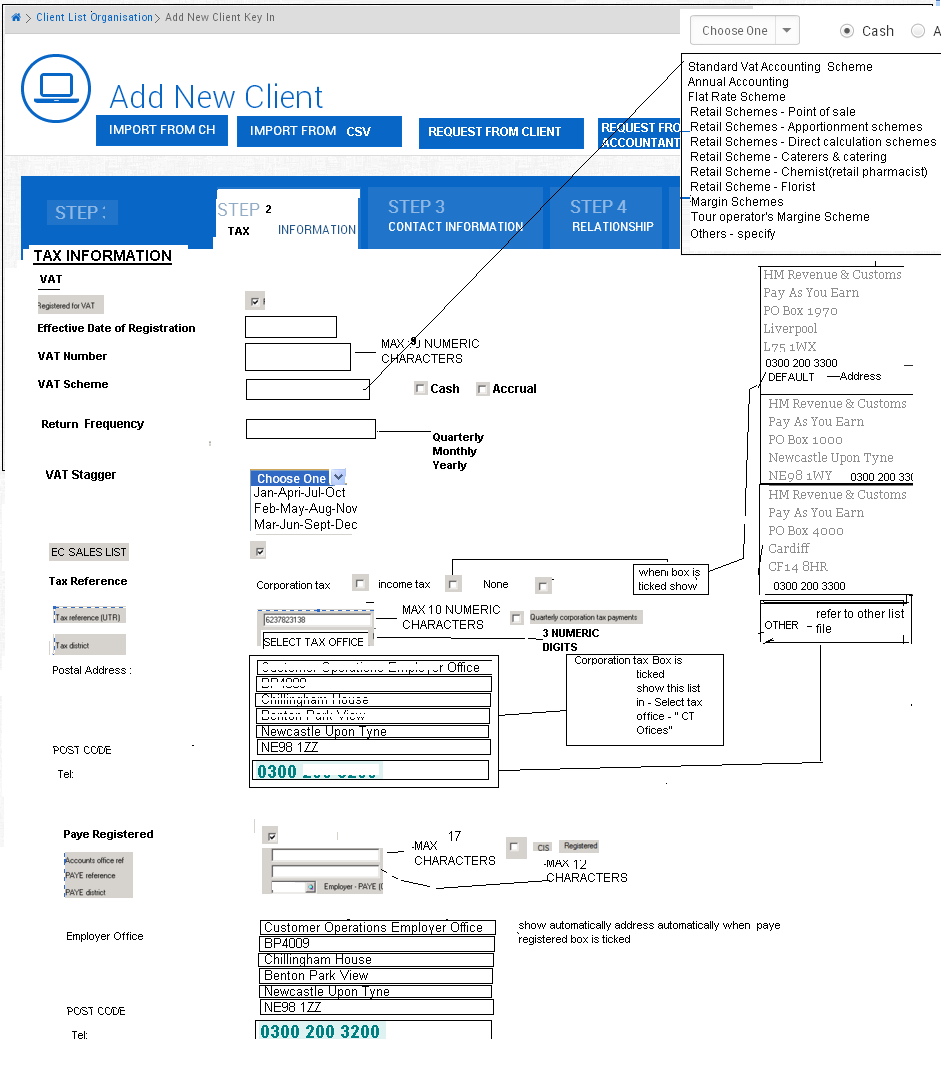 Client List Organisation > Add New Client Key In
Choose One
Cash
A
Add New Client
IMPORT FROM CH
IMPORT FROM CSV
REQUEST FROM CLIENT
REQUEST FRO
ACCOUNTANT
Standard Vat Accounting Scheme
Annual Accounting
Flat Rate Scheme
Retail Schemes - Point of sale
Retail Schemes - Apportionment schemes
Retail Schemes - Direct calculation schemes
Retail Scheme - Caterers & catering
Retail Scheme - Chemist(retail pharmacist)
Retail Scheme - Florist
Margin Schemes
Tour operator's Margine Scheme
Others - specify
STEP
STEP 2
TAX INFORMATION
STEP 3
CONTACT INFORMATION
STEP 4
RELATIONSHIP
TAX INFORMATION
VAT
Registered for VAT
Effective Date of Registration
VAT Number
MAX 9 NUMERIC
CHARACTERS
VAT Scheme
Cash
Accrual
Return Frequency
Quarterly
Monthly
Yearly
VAT Stagger
Choose One
Jan-Apri-Jul-Oct
Feb-May-Aug-Nov
Mar-Jun-Sept-Dec
HM Revenue & Customs
Pay As You Earn
PO Box 1970
Liverpool
L75 1WX
0300 200 3300
DEFAULT
Address
HM Revenue & Customs
Pay As You Earn
PO Box 1000
Newcastle Upon Tyne
NE98 1WY 0300 200 330
HM Revenue & Customs
Pay As You Earn
PO Box 4000
Cardiff
CF14 8HR
0300 200 3300
OTHER
refer to other list
- file
EC SALES LIST
Tax Reference
Corporation tax
income tax
None
when box is
ticked show
Tax reference (UTR)
6237823138
MAX 10 NUMERIC
CHARACTERS
Quarterly corporation tax payments
Tax district
SELECT TAX OFFICE
3 NUMERIC
DIGITS
Postal Address :
Customer Operations Employer Office
BP4009
Chillingham House
Benton Park View
Newcastle Upon Tyne
NE98 1ZZ
0300 200 3200
POST CODE
Tel:
Corporation tax Box is
ticked
show this list
in - Select tax
office - " CT
Ofices"
Paye Registered
17
-MAX
CHARACTERS
CIS
Registered
Accounts office ref
PAYE reference
PAYE district
Employer - PAYE (
-MAX 12
CHARACTERS
Employer Office
Customer Operations Employer Office
BP4009
Chillingham House
Benton Park View
Newcastle Upon Tyne
NE98 1ZZ
0300 200 3200
POST CODE
Tel:
show automatically address automatically when paye
registered box is ticked